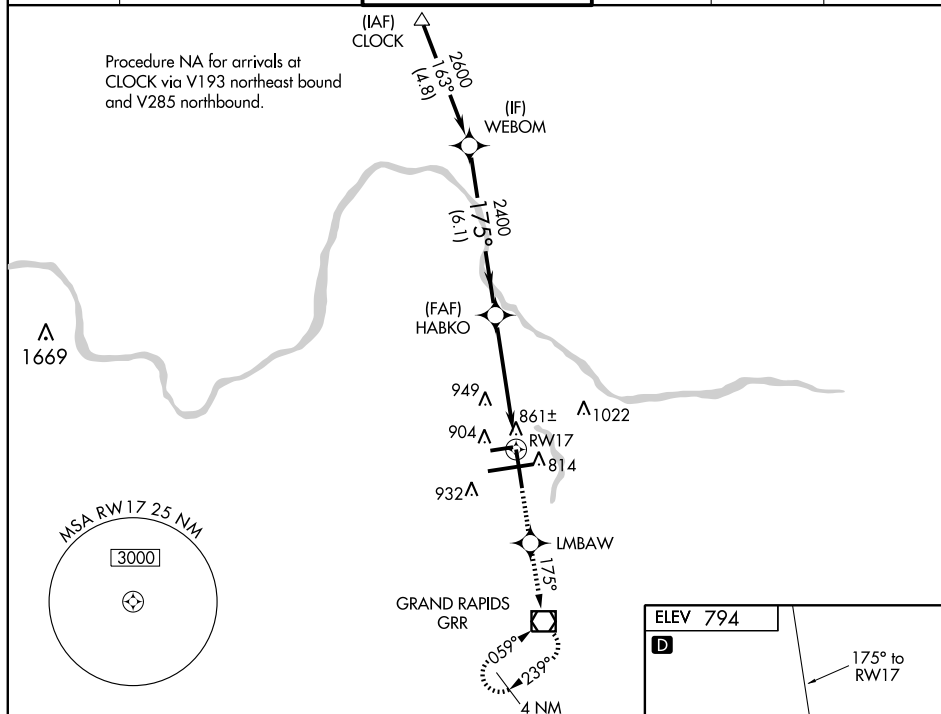 (IAF)
CLOCK
Procedure NA for arrivals at
CLOCK via V193 northeast bound
and V285 northbound.
2600
163°
(4.8)
(IF)
WEBOM
2400
175°
(6.1)
(FAF)
HABKO
1669
949
861±
1022
904
RW17
814
932
MSA RW17 25 NM
3000
LMBAW
175°
GRAND RAPIDS
GRR
059°
239°
4 NM
ELEV 794
D
175° to
RW17